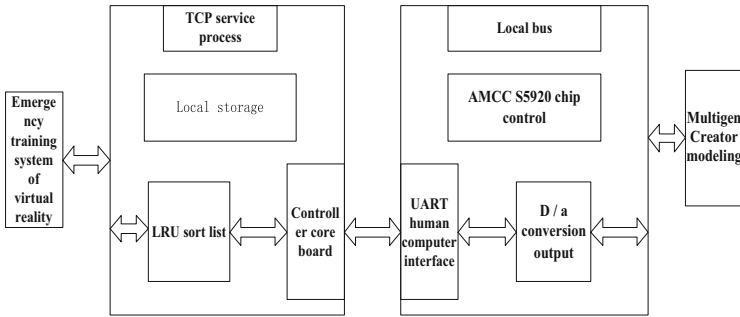 TCP service
process
Local storage
Emerge
ncy
training
system
of
virtual
reality
LRU sort list
Controll
er core
board
Local bus
AMCC S5920 chip
control
UART
human
computer
interface
D / a
conversion
output
Multigen
Creator
modeling